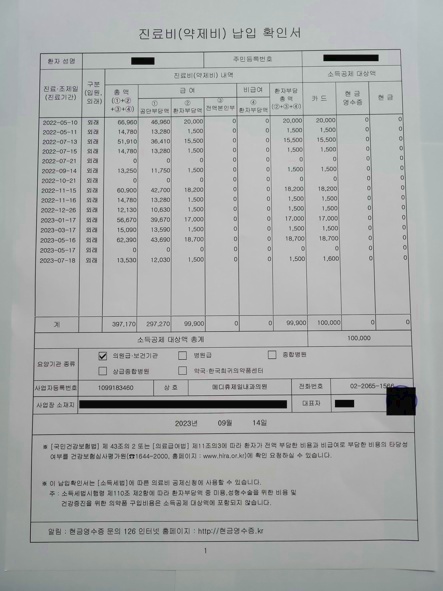 진료비(약제비) 납입 확인서
환자 성명 주민등록번호
진료·조제일 (진료기간) 구분 (입원, 외래) 진료비(약제비) 내역 소득공제 대상액
총 액 (①+② +③+④) 급 여 비급여 환자부담 총 액 (②+③+④) 카 드 현 금 영수증 현 금
① 공단부담액 ② 환자부담액 ③ 전액본인부 ④ 환자부담액
2022-05-10 외래 66,960 46,960 20,000 0 0 20,000 20,000 0 0
2022-05-11 외래 14,780 13,280 1,500 0 0 1,500 1,500 0 0
2022-07-13 외래 51,910 36,410 15,500 0 0 15,500 15,500 0 0
2022-07-15 외래 14,780 13,280 1,500 0 0 1,500 1,500 0 0
2022-07-21 외래 0 0 0 0 0 0 0 0 0
2022-09-14 외래 13,250 11,750 1,500 0 0 1,500 1,500 0 0
2022-10-21 외래 0 0 0 0 0 0 0 0 0
2022-11-15 외래 60,900 42,700 18,200 0 0 18,200 18,200 0 0
2022-11-16 외래 14,780 13,280 1,500 0 0 1,500 1,500 0 0
2022-12-26 외래 12,130 10,630 1,500 0 0 1,500 1,500 0 0
2023-01-17 외래 56,670 39,670 17,000 0 0 17,000 17,000 0 0
2023-03-17 외래 15,090 13,590 1,500 0 0 1,500 1,500 0 0
2023-05-16 외래 62,390 43,690 18,700 0 0 18,700 18,700 0 0
2023-05-17 외래 0 0 0 0 0 0 0 0 0
2023-07-18 외래 13,530 12,030 1,500 0 0 1,500 1,600 0 0
계 397,170 297,270 99,900 0 0 99,900 100,000 0 0
소득공제 대상액 총계 100,000
요양기관 종류 의원급·보건기관 병원급 종합병원
상급종합병원 약국·한국희귀의약품센터
사업자등록번호 1099183460 상 호 메디휴제일내과의원 전화번호 02-2065-1566
사업장 소재지 대표자
2023년 09월 14일
※ [국민건강보험법] 제 43조의 2 또는 [의료급여법] 제11조의3에 따라 환자가 전액 부담한 비용과 비급여로 부담한 비용의 타당성
여부를 건강보험심사평가원(☎1644-2000, 홈페이지 : www.hira.or.kr)에 확인 요청하실 수 있습니다.
※ 이 납입확인서는 [소득세법]에 따른 의료비 공제신청에 사용할 수 있습니다.
주 : 소득세법시행령 제110조 제2항에 따라 환자부담액 중 미용,성형수술을 위한 비용 및
건강증진을 위한 의약품 구입비용은 소득공제 대상액에 포함되지 않습니다.
알림 : 현금영수증 문의 126 인터넷 홈페이지 : http://현금영수증.kr
1